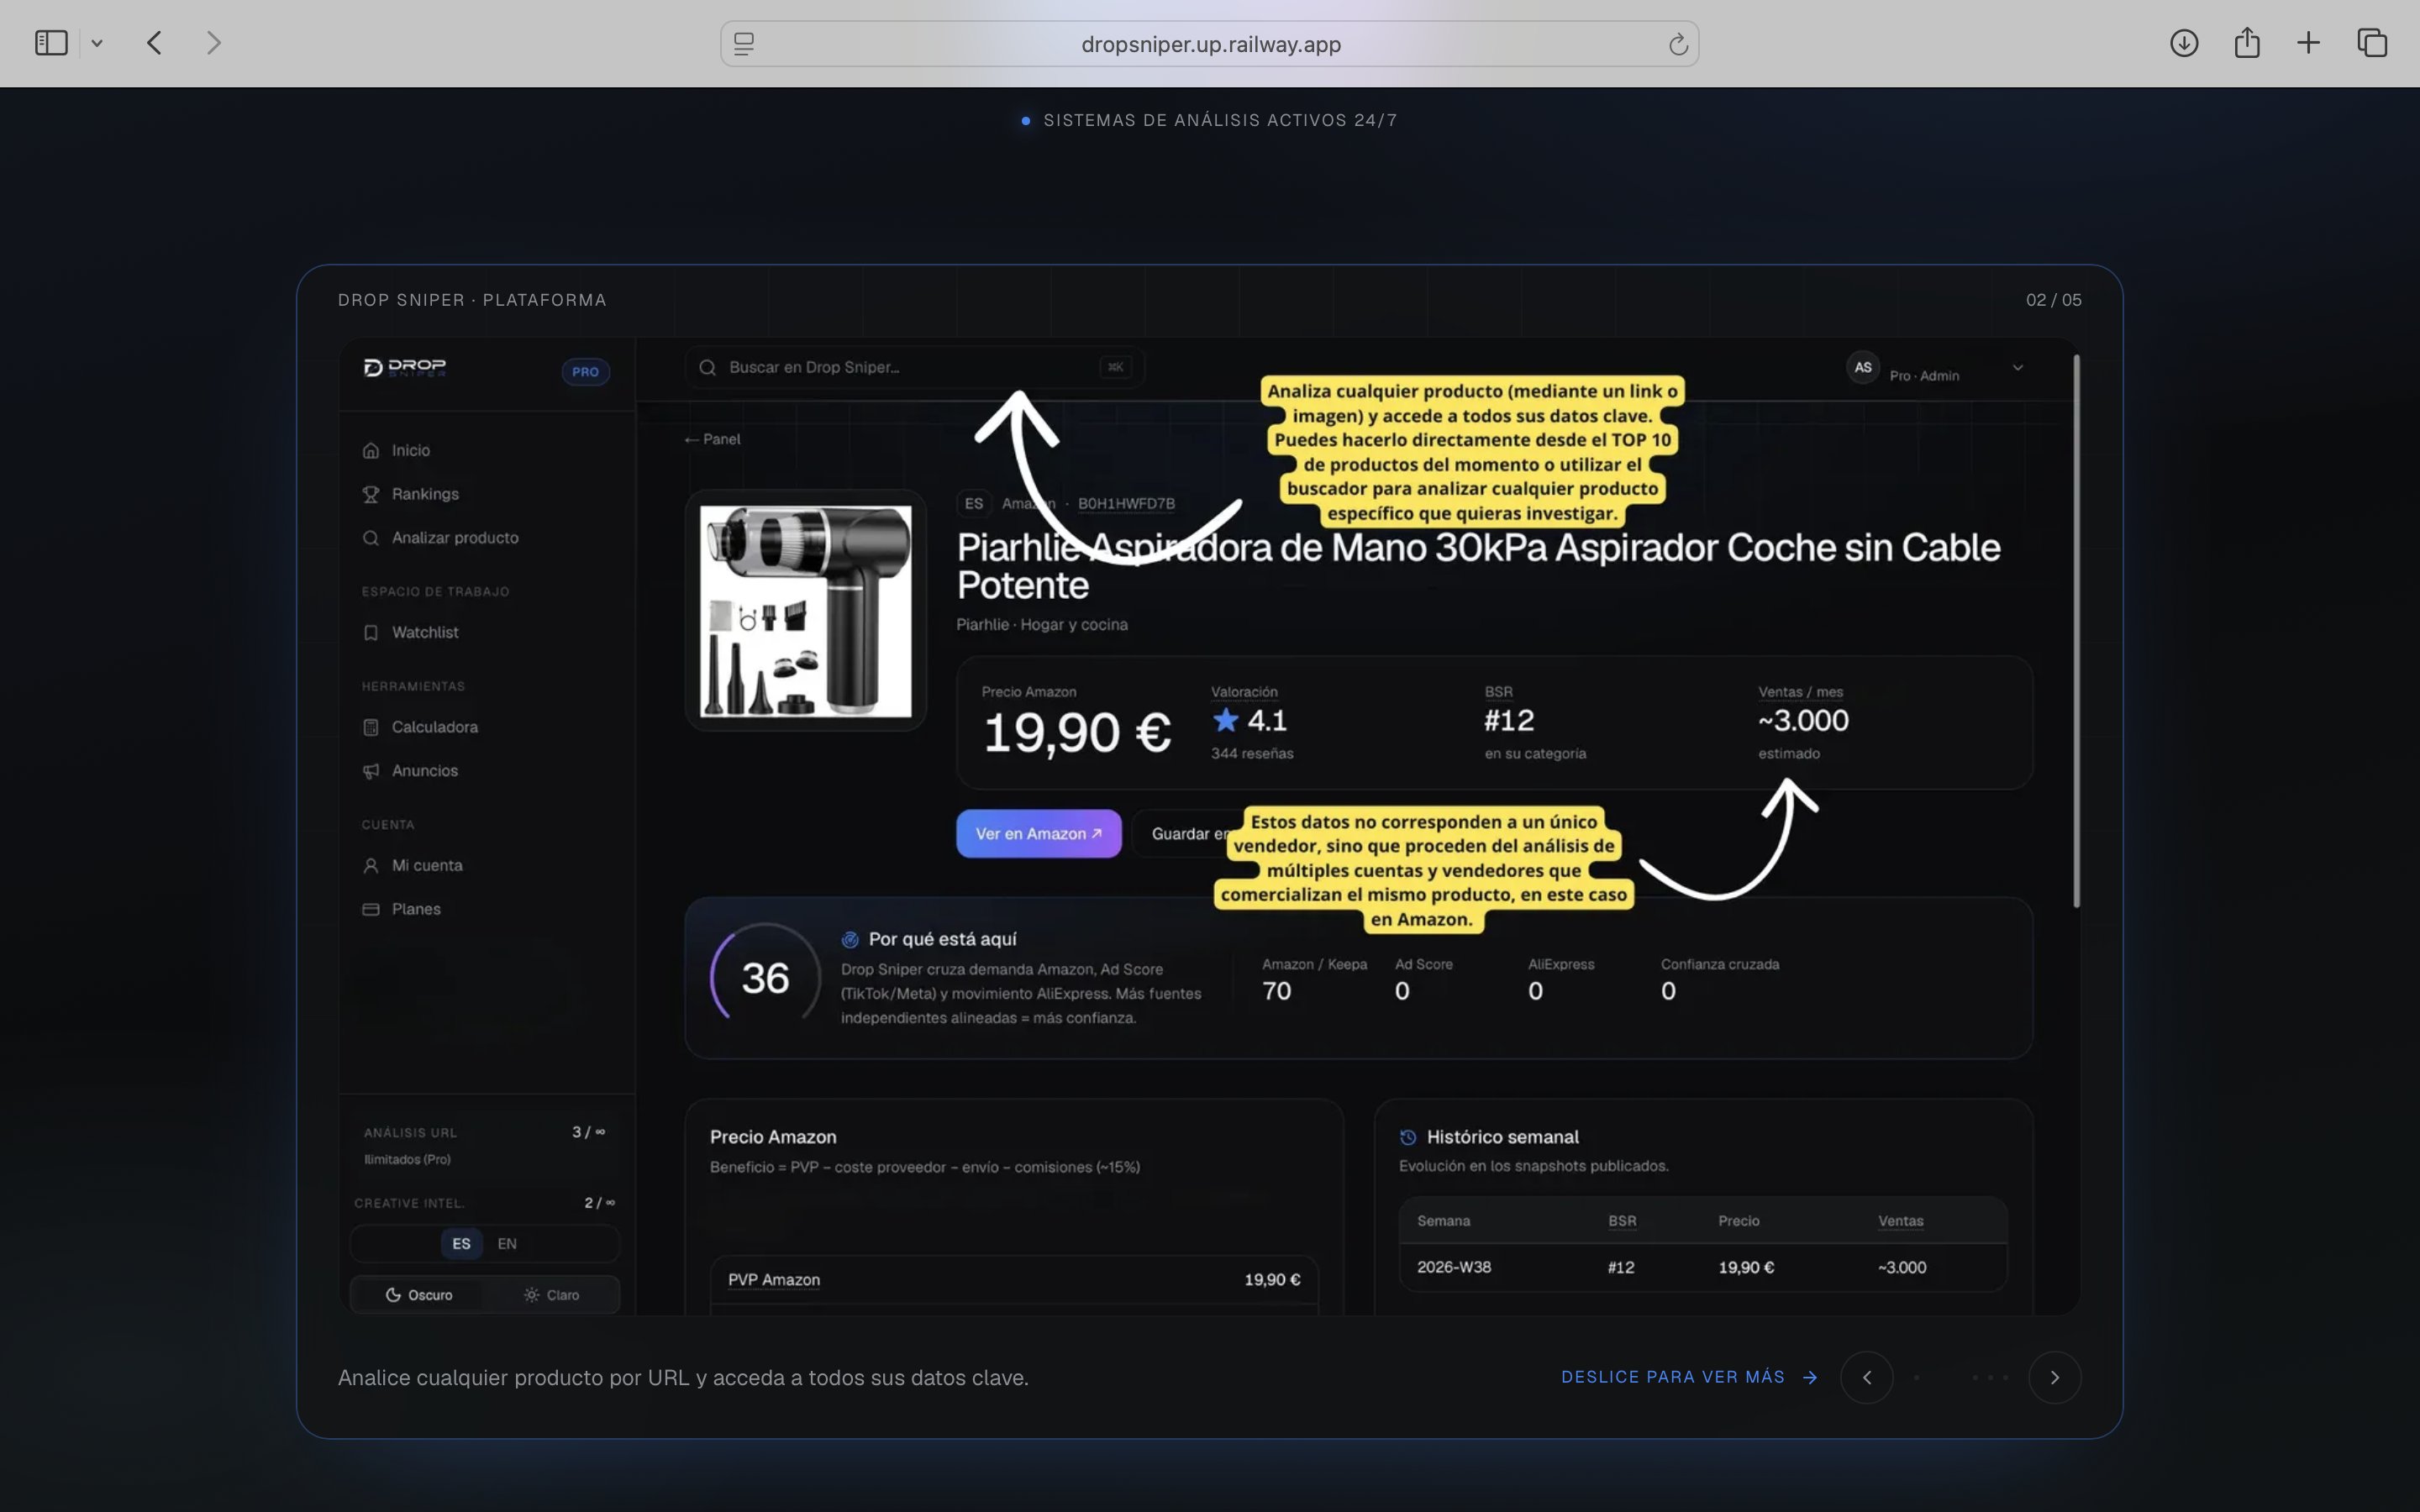 dropsniper.up.railway.app
SISTEMAS DE ANÁLISIS ACTIVOS 24/7
DROP SNIPER · PLATAFORMA
02 / 05
DROP
SNIPER
PRO
Buscar en Drop Sniper...
⌘K
AS
Pro · Admin
Inicio
Rankings
Analizar producto
ESPACIO DE TRABAJO
Watchlist
HERRAMIENTAS
Calculadora
Anuncios
CUENTA
Mi cuenta
Planes
ANÁLISIS URL
3 / ∞
Ilimitados (Pro)
CREATIVE INTEL.
2 / ∞
ES
EN
Oscuro
Claro
← Panel
Analiza cualquier producto (mediante un link o
imagen) y accede a todos sus datos clave.
Puedes hacerlo directamente desde el TOP 10
de productos del momento o utilizar el
buscador para analizar cualquier producto
específico que quieras investigar.
ES Amazon · B0H1HWFD7B
Piarhlie Aspiradora de Mano 30kPa Aspirador Coche sin Cable
Potente
Piarhlie · Hogar y cocina
Precio Amazon
19,90 €
Valoración
4.1
344 reseñas
BSR
#12
en su categoría
Ventas / mes
~3.000
estimado
Ver en Amazon ↗
Guardar en
Estos datos no corresponden a un único
vendedor, sino que proceden del análisis de
múltiples cuentas y vendedores que
comercializan el mismo producto, en este caso
en Amazon.
36
Por qué está aquí
Drop Sniper cruza demanda Amazon, Ad Score
(TikTok/Meta) y movimiento AliExpress. Más fuentes
independientes alineadas = más confianza.
Amazon / Keepa
70
Ad Score
0
AliExpress
0
Confianza cruzada
0
Precio Amazon
Beneficio = PVP – coste proveedor – envío – comisiones (~15%)
PVP Amazon
19,90 €
Histórico semanal
Evolución en los snapshots publicados.
Semana BSR Precio Ventas
2026-W38 #12 19,90 € ~3.000
Analice cualquier producto por URL y acceda a todos sus datos clave.
DESLICE PARA VER MÁS →